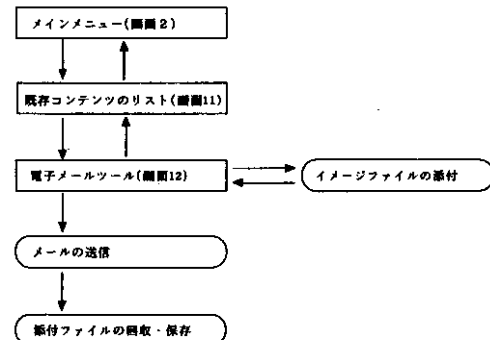 メインメニュー(画面2)
既存コンテンツのリスト(画面11)
電子メールツール(画面12)
イメージファイルの添付
メールの送信
添付ファイルの回収・保存